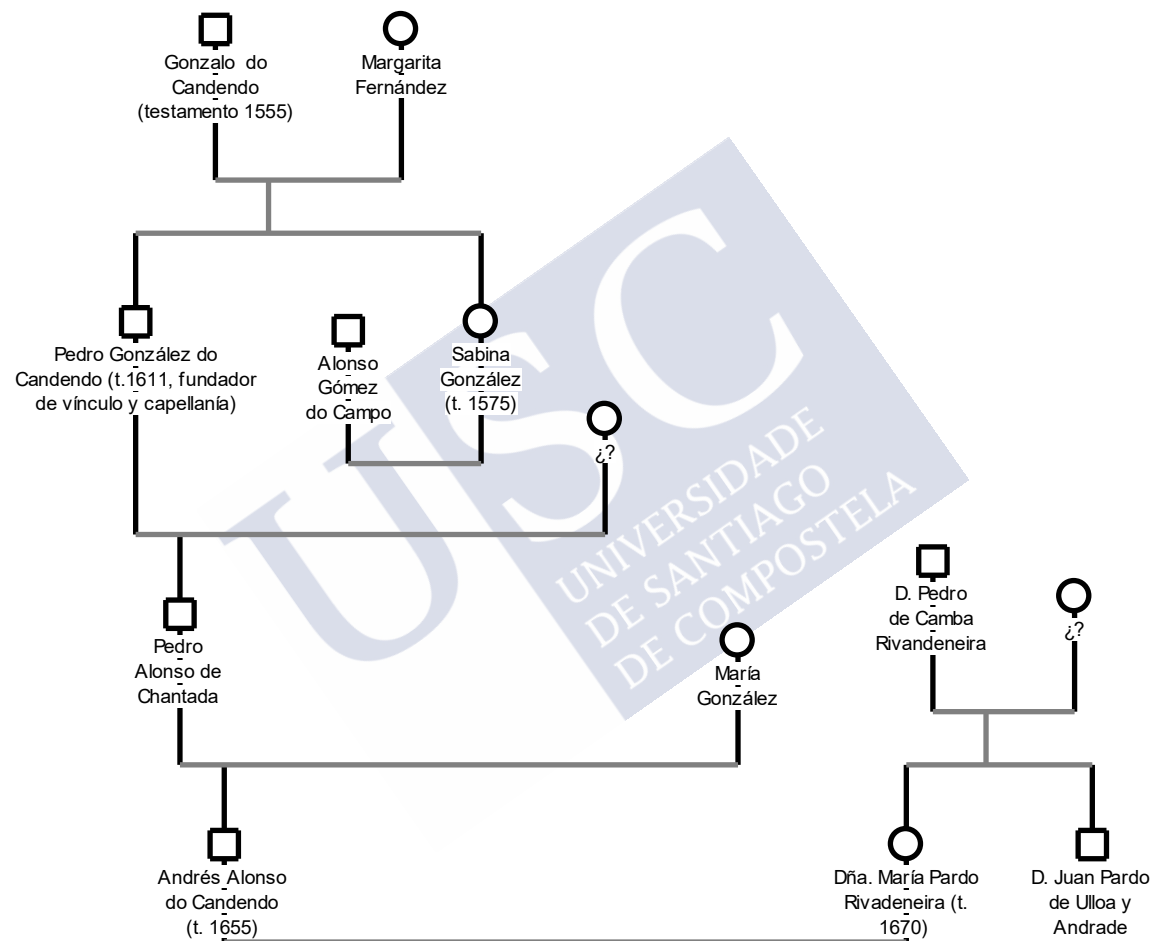 Gonzalo do
Candendo
(testamento 1555)
Margarita
Fernández
Pedro González do
Candendo (t.1611, fundador
de vínculo y capellanía)
Alonso
Gómez
do Campo
Sabina
González
(t. 1575)
¿?
Pedro
Alonso de
Chantada
María
González
D. Pedro
de Camba
Rivandeneira
¿?
Andrés Alonso
do Candendo
(t. 1655)
Dña. María Pardo
Rivadeneira (t.
1670)
D. Juan Pardo
de Ulloa y
Andrade
USC
UNIVERSIDADE
DE SANTIAGO
DE COMPOSTELA